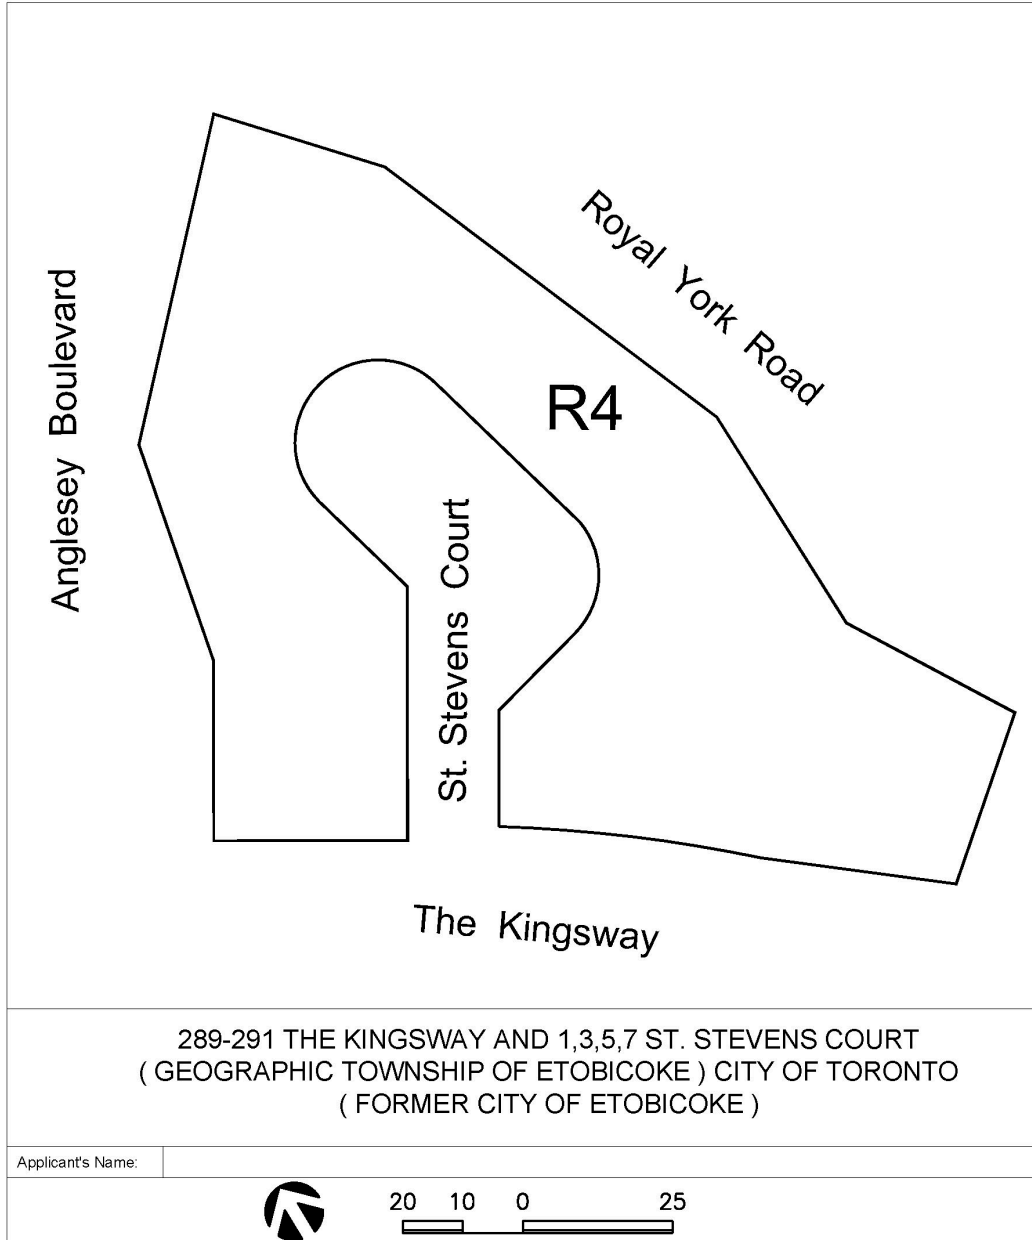 Royal York Road
Anglesey Boulevard
R4
St. Stevens Court
The Kingsway
289-291 THE KINGSWAY AND 1,3,5,7 ST. STEVENS COURT
( GEOGRAPHIC TOWNSHIP OF ETOBICOKE ) CITY OF TORONTO
( FORMER CITY OF ETOBICOKE )
Applicant's Name:
20 10 0 25